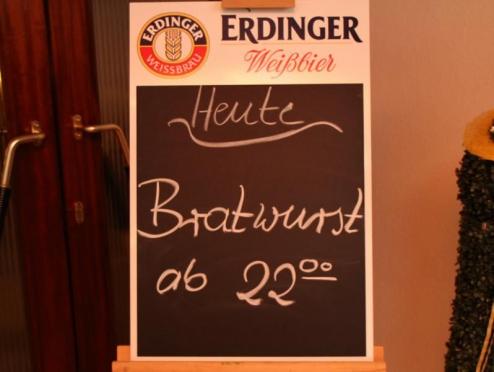 ERDINGER
WEISSBRÄU
ERDINGER
Weißbier
Heute
Bratwurst
ab 22⁰⁰